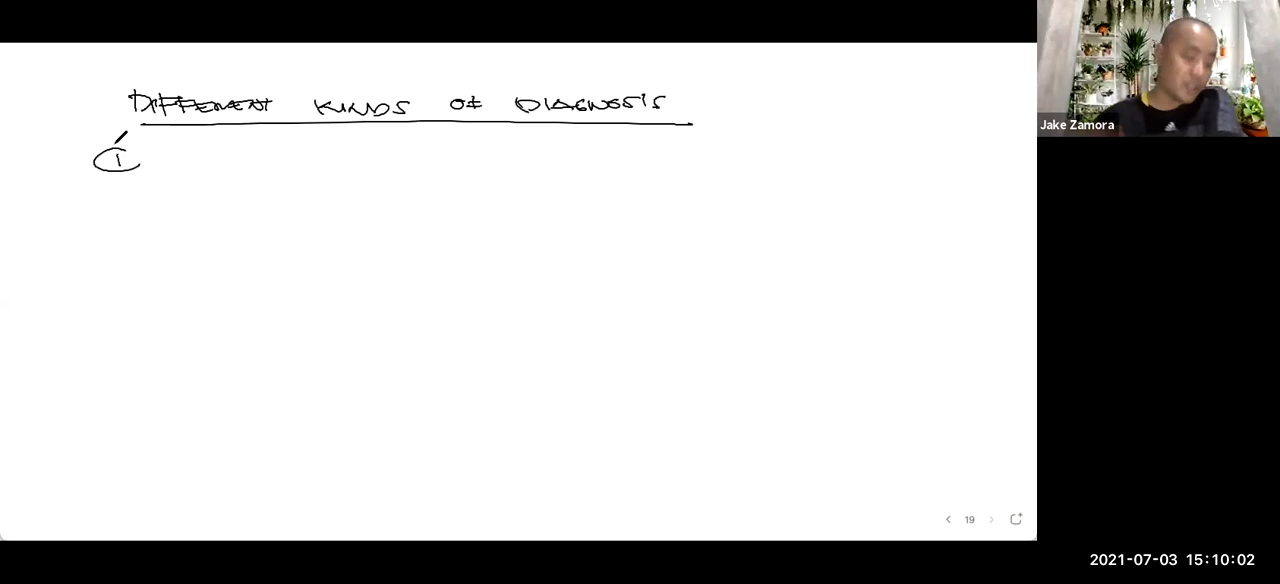 DIFFERENT KINDS OF DIAGNOSIS
1
Jake Zamora
19
2021-07-03 15:10:02